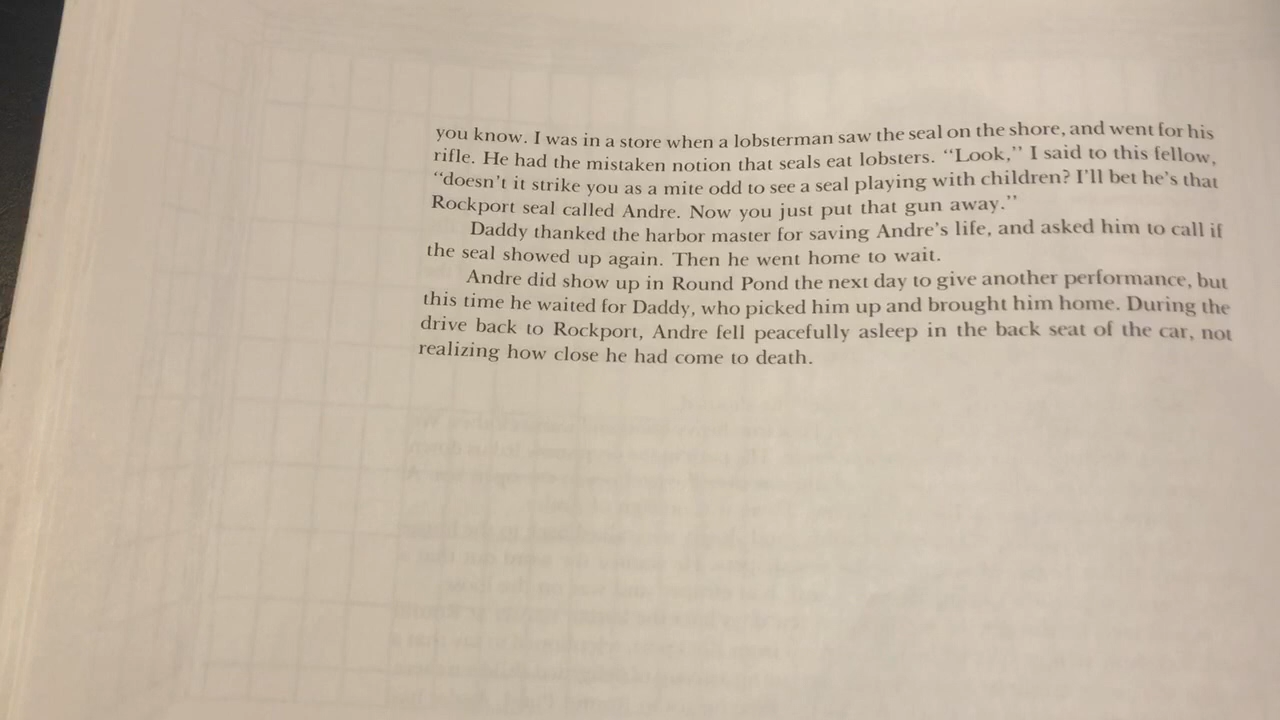 you know. I was in a store when a lobsterman saw the seal on the shore, and went for his
rifle. He had the mistaken notion that seals eat lobsters. “Look,” I said to this fellow,
“doesn’t it strike you as a mite odd to see a seal playing with children? I’ll bet he’s that
Rockport seal called Andre. Now you just put that gun away.”
Daddy thanked the harbor master for saving Andre’s life, and asked him to call if
the seal showed up again. Then he went home to wait.
Andre did show up in Round Pond the next day to give another performance, but
this time he waited for Daddy, who picked him up and brought him home. During the
drive back to Rockport, Andre fell peacefully asleep in the back seat of the car, not
realizing how close he had come to death.